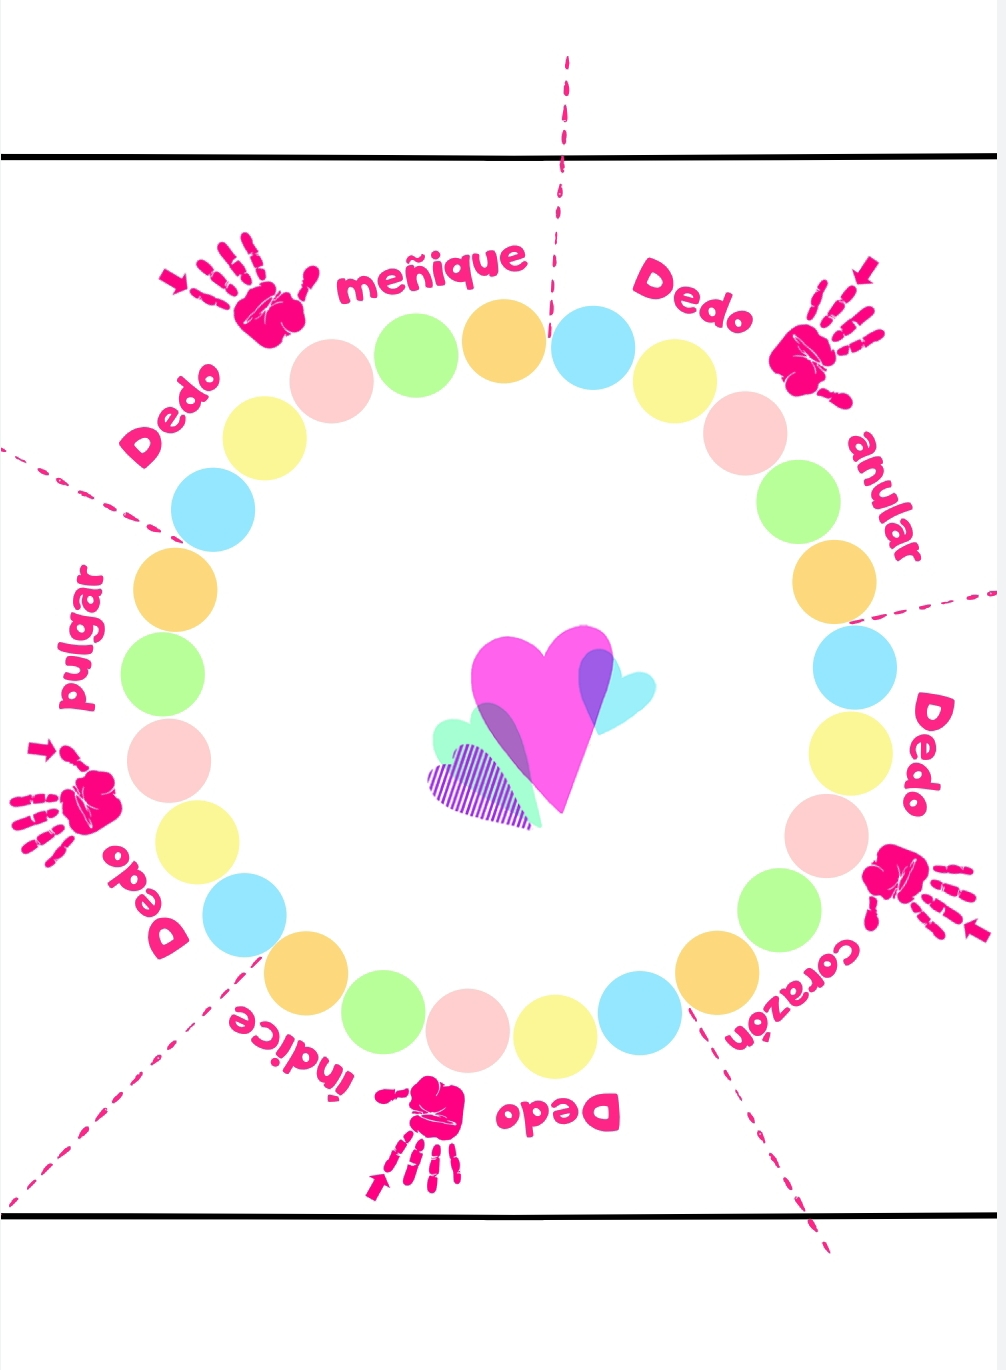 Dedo
meñique
Dedo
anular
Dedo
corazón
Dedo
índice
Dedo
pulgar